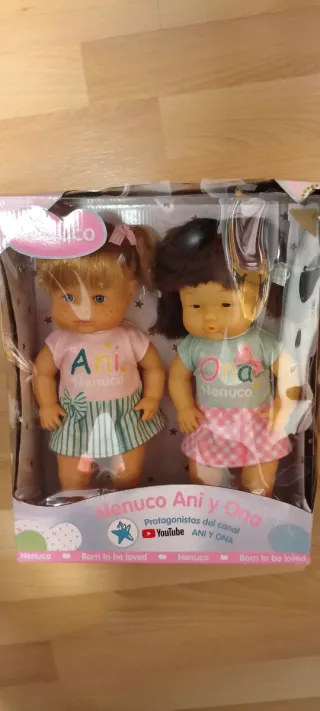 nuco
Ani
Nenuco
Ona
Nenuco
Nenuco Ani y Ona
Protagonistas del canal
YouTube ANI Y ONA
Nenuco Born to be loved Nenuco Born to be loved